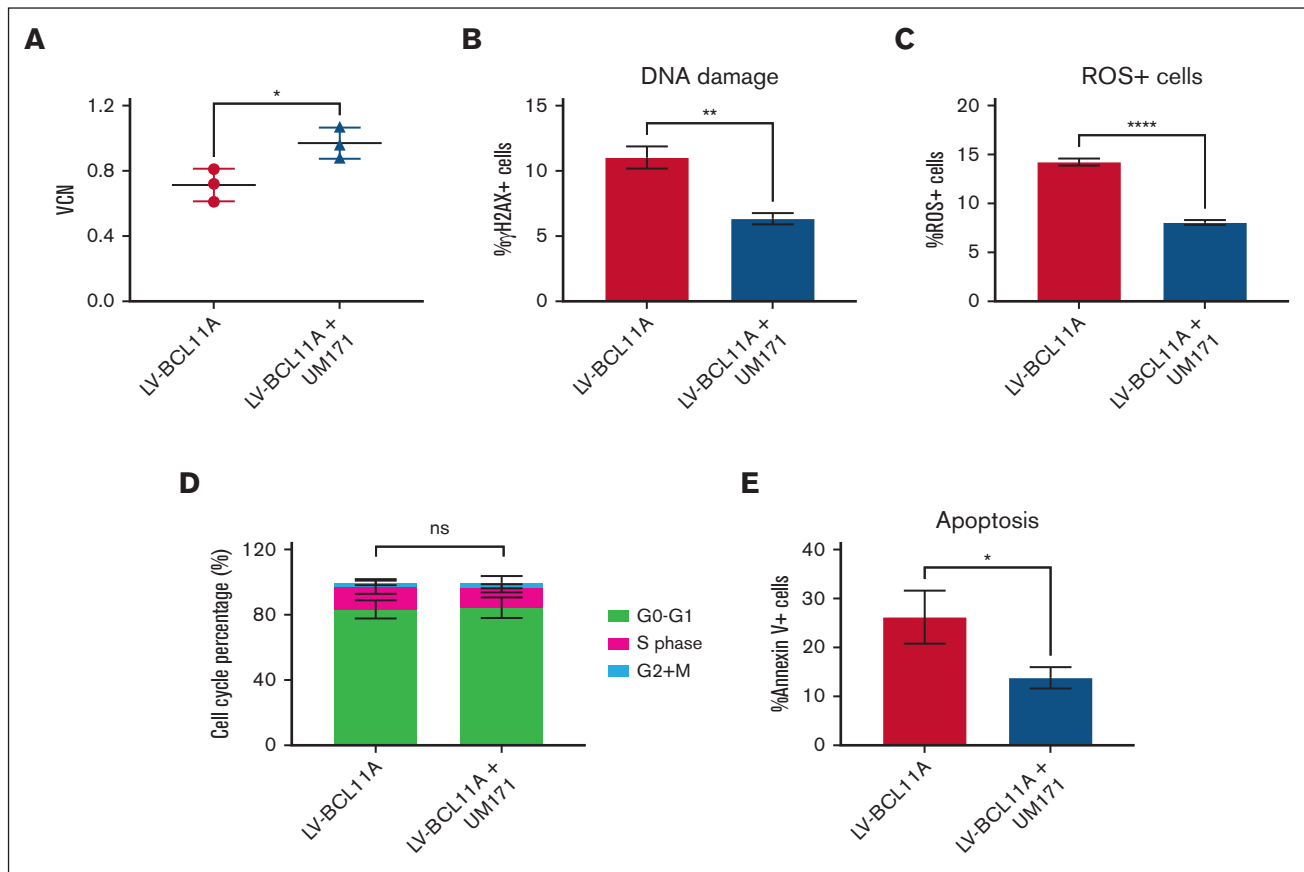 A
*
1.2
0.8
0.4
0.0
VCN
LV-BCL11A
LV-BCL11A +
UM171
B
DNA damage
**
15
10
5
0
%γH2AX+ cells
LV-BCL11A
LV-BCL11A +
UM171
C
ROS+ cells
****
20
15
10
5
0
%ROS+ cells
LV-BCL11A
LV-BCL11A +
UM171
D
ns
120
80
40
0
Cell cycle percentage (%)
LV-BCL11A
LV-BCL11A +
UM171
G0-G1
S phase
G2+M
E
Apoptosis
*
40
30
20
10
0
%Annexin V+ cells
LV-BCL11A
LV-BCL11A +
UM171